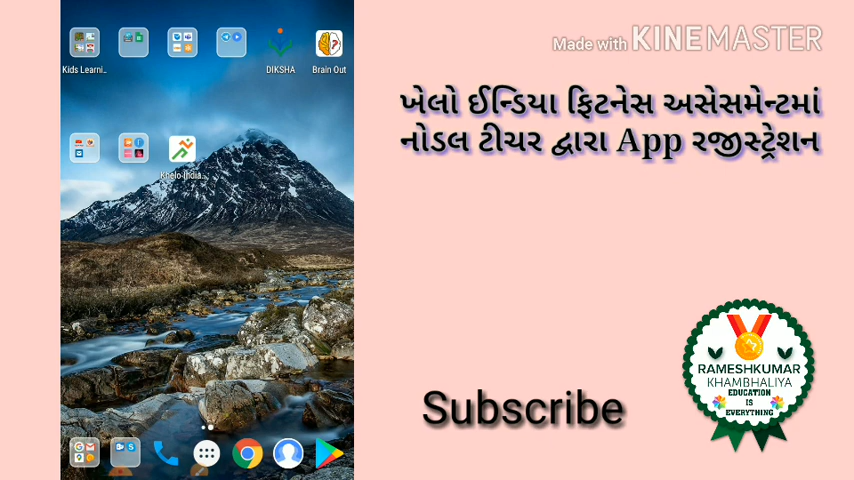 Made with KINEMASTER
Kids Learni..
DIKSHA
Brain Out
ખેલો ઈન્ડિયા ફિટનેસ અસેસમેન્ટમાં
નોડલ ટીચર દ્વારા App રજીસ્ટ્રેશન
Khelo India..
RAMESHKUMAR
KHAMBHALIYA
EDUCATION
IS
EVERYTHING
Subscribe